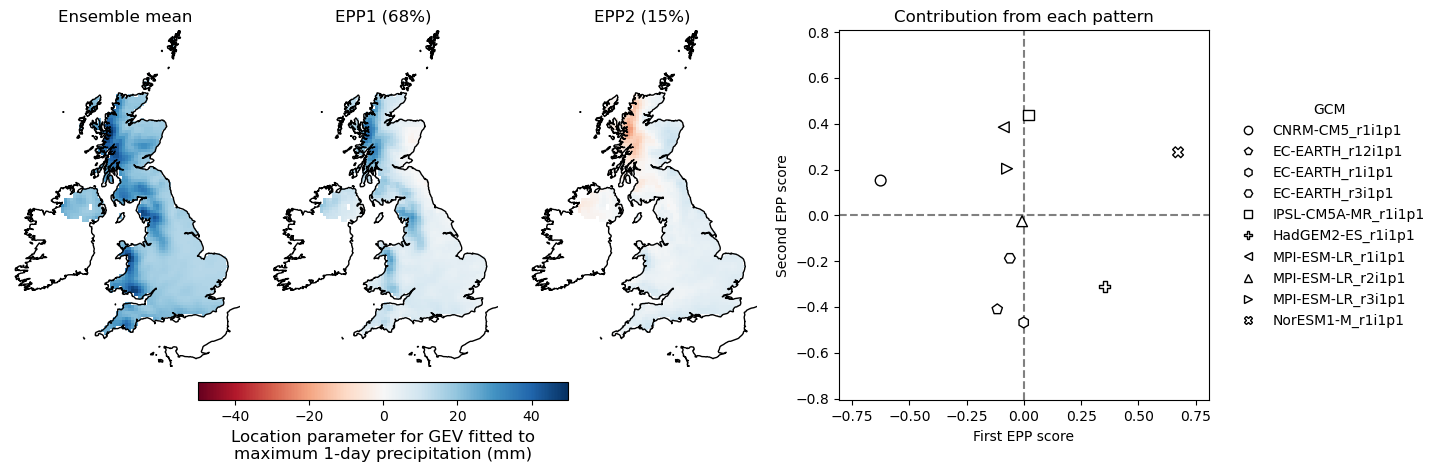 Ensemble mean
EPP1 (68%)
EPP2 (15%)
−40
−20
0
20
40
Location parameter for GEV fitted to
maximum 1-day precipitation (mm)
Contribution from each pattern
0.8
0.6
0.4
0.2
0.0
−0.2
−0.4
−0.6
−0.8
Second EPP score
−0.75
−0.50
−0.25
0.00
0.25
0.50
0.75
First EPP score
GCM
CNRM-CM5_r1i1p1
EC-EARTH_r12i1p1
EC-EARTH_r1i1p1
EC-EARTH_r3i1p1
IPSL-CM5A-MR_r1i1p1
HadGEM2-ES_r1i1p1
MPI-ESM-LR_r1i1p1
MPI-ESM-LR_r2i1p1
MPI-ESM-LR_r3i1p1
NorESM1-M_r1i1p1